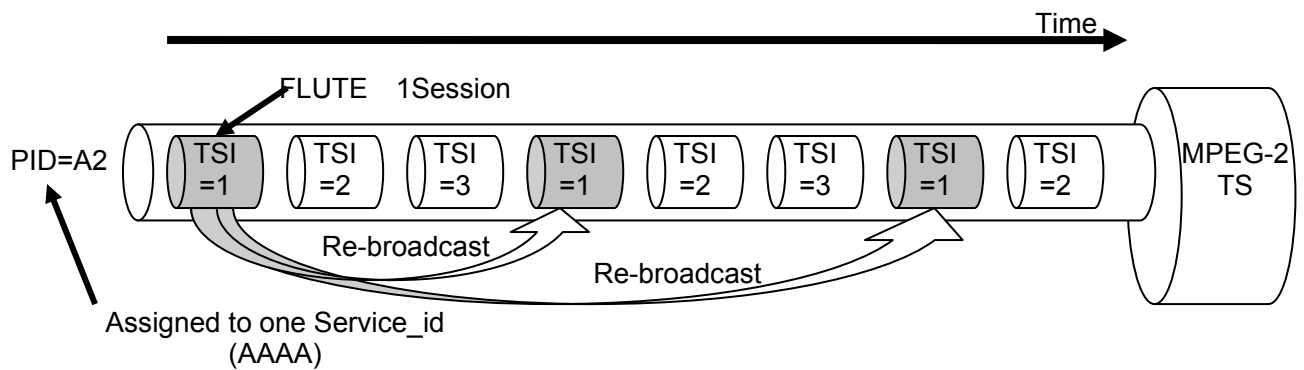 Time
FLUTE 1Session
PID=A2
TSI
=1
TSI
=2
TSI
=3
TSI
=1
TSI
=2
TSI
=3
TSI
=1
TSI
=2
MPEG-2
TS
Re-broadcast
Re-broadcast
Assigned to one Service_id
(AAAA)